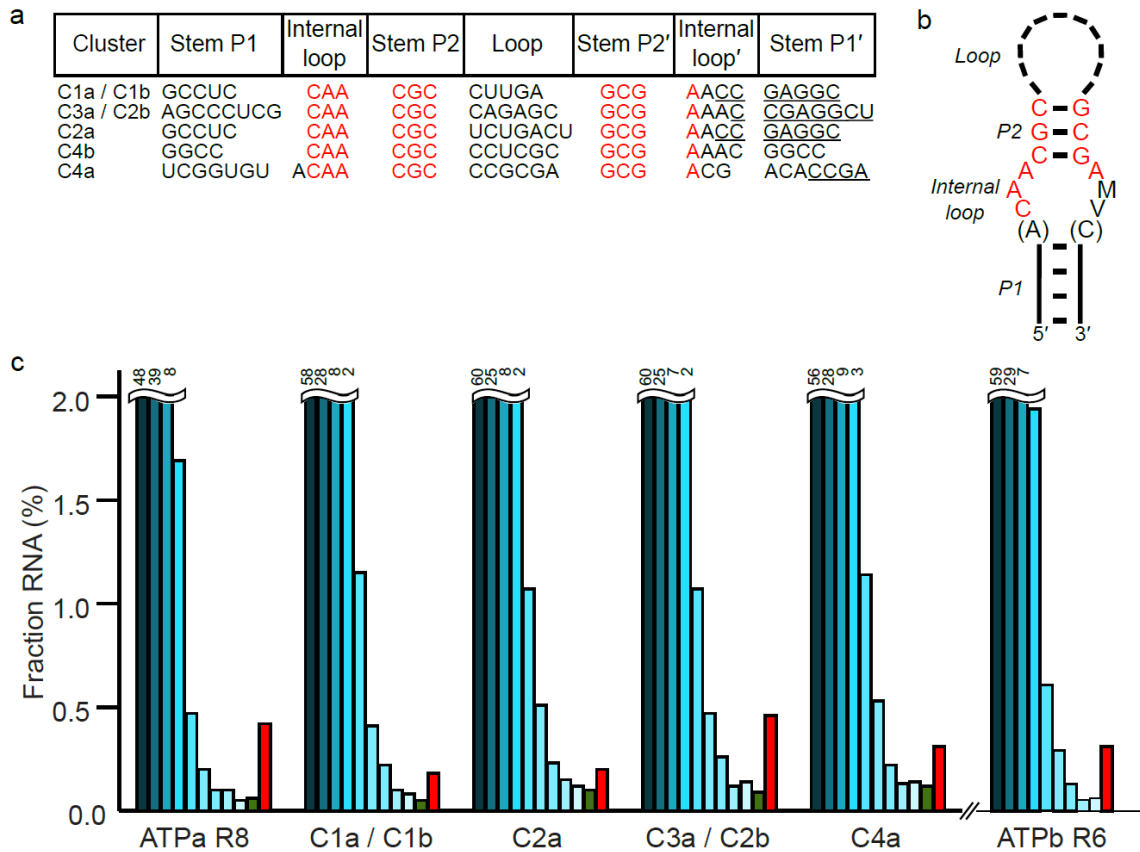 a
Cluster Stem P1 Internal loop Stem P2 Loop Stem P2′ Internal loop′ Stem P1′
C1a / C1b GCCUC CAA CGC CUUGA GCG AACC GAGGC
C3a / C2b AGCCCUCG CAA CGC CAGAGC GCG AAAC CGAGGCU
C2a GCCUC CAA CGC UCUGACU GCG AACC GAGGC
C4b GGCC CAA CGC CCUCGC GCG AAAC GGCC
C4a UCGGUGU ACAA CGC CCGCGA GCG ACG ACACCGA
b
Loop
C G
P2 G C
C G
A A
Internal loop A M
C V
(A) (C)
P1
5′ 3′
c
48 39 8
58 28 8 2
60 25 8 2
60 25 7 2
56 28 9 3
59 29 7
Fraction RNA (%)
2.0
1.5
1.0
0.5
0.0
ATPa R8 C1a / C1b C2a C3a / C2b C4a ATPb R6